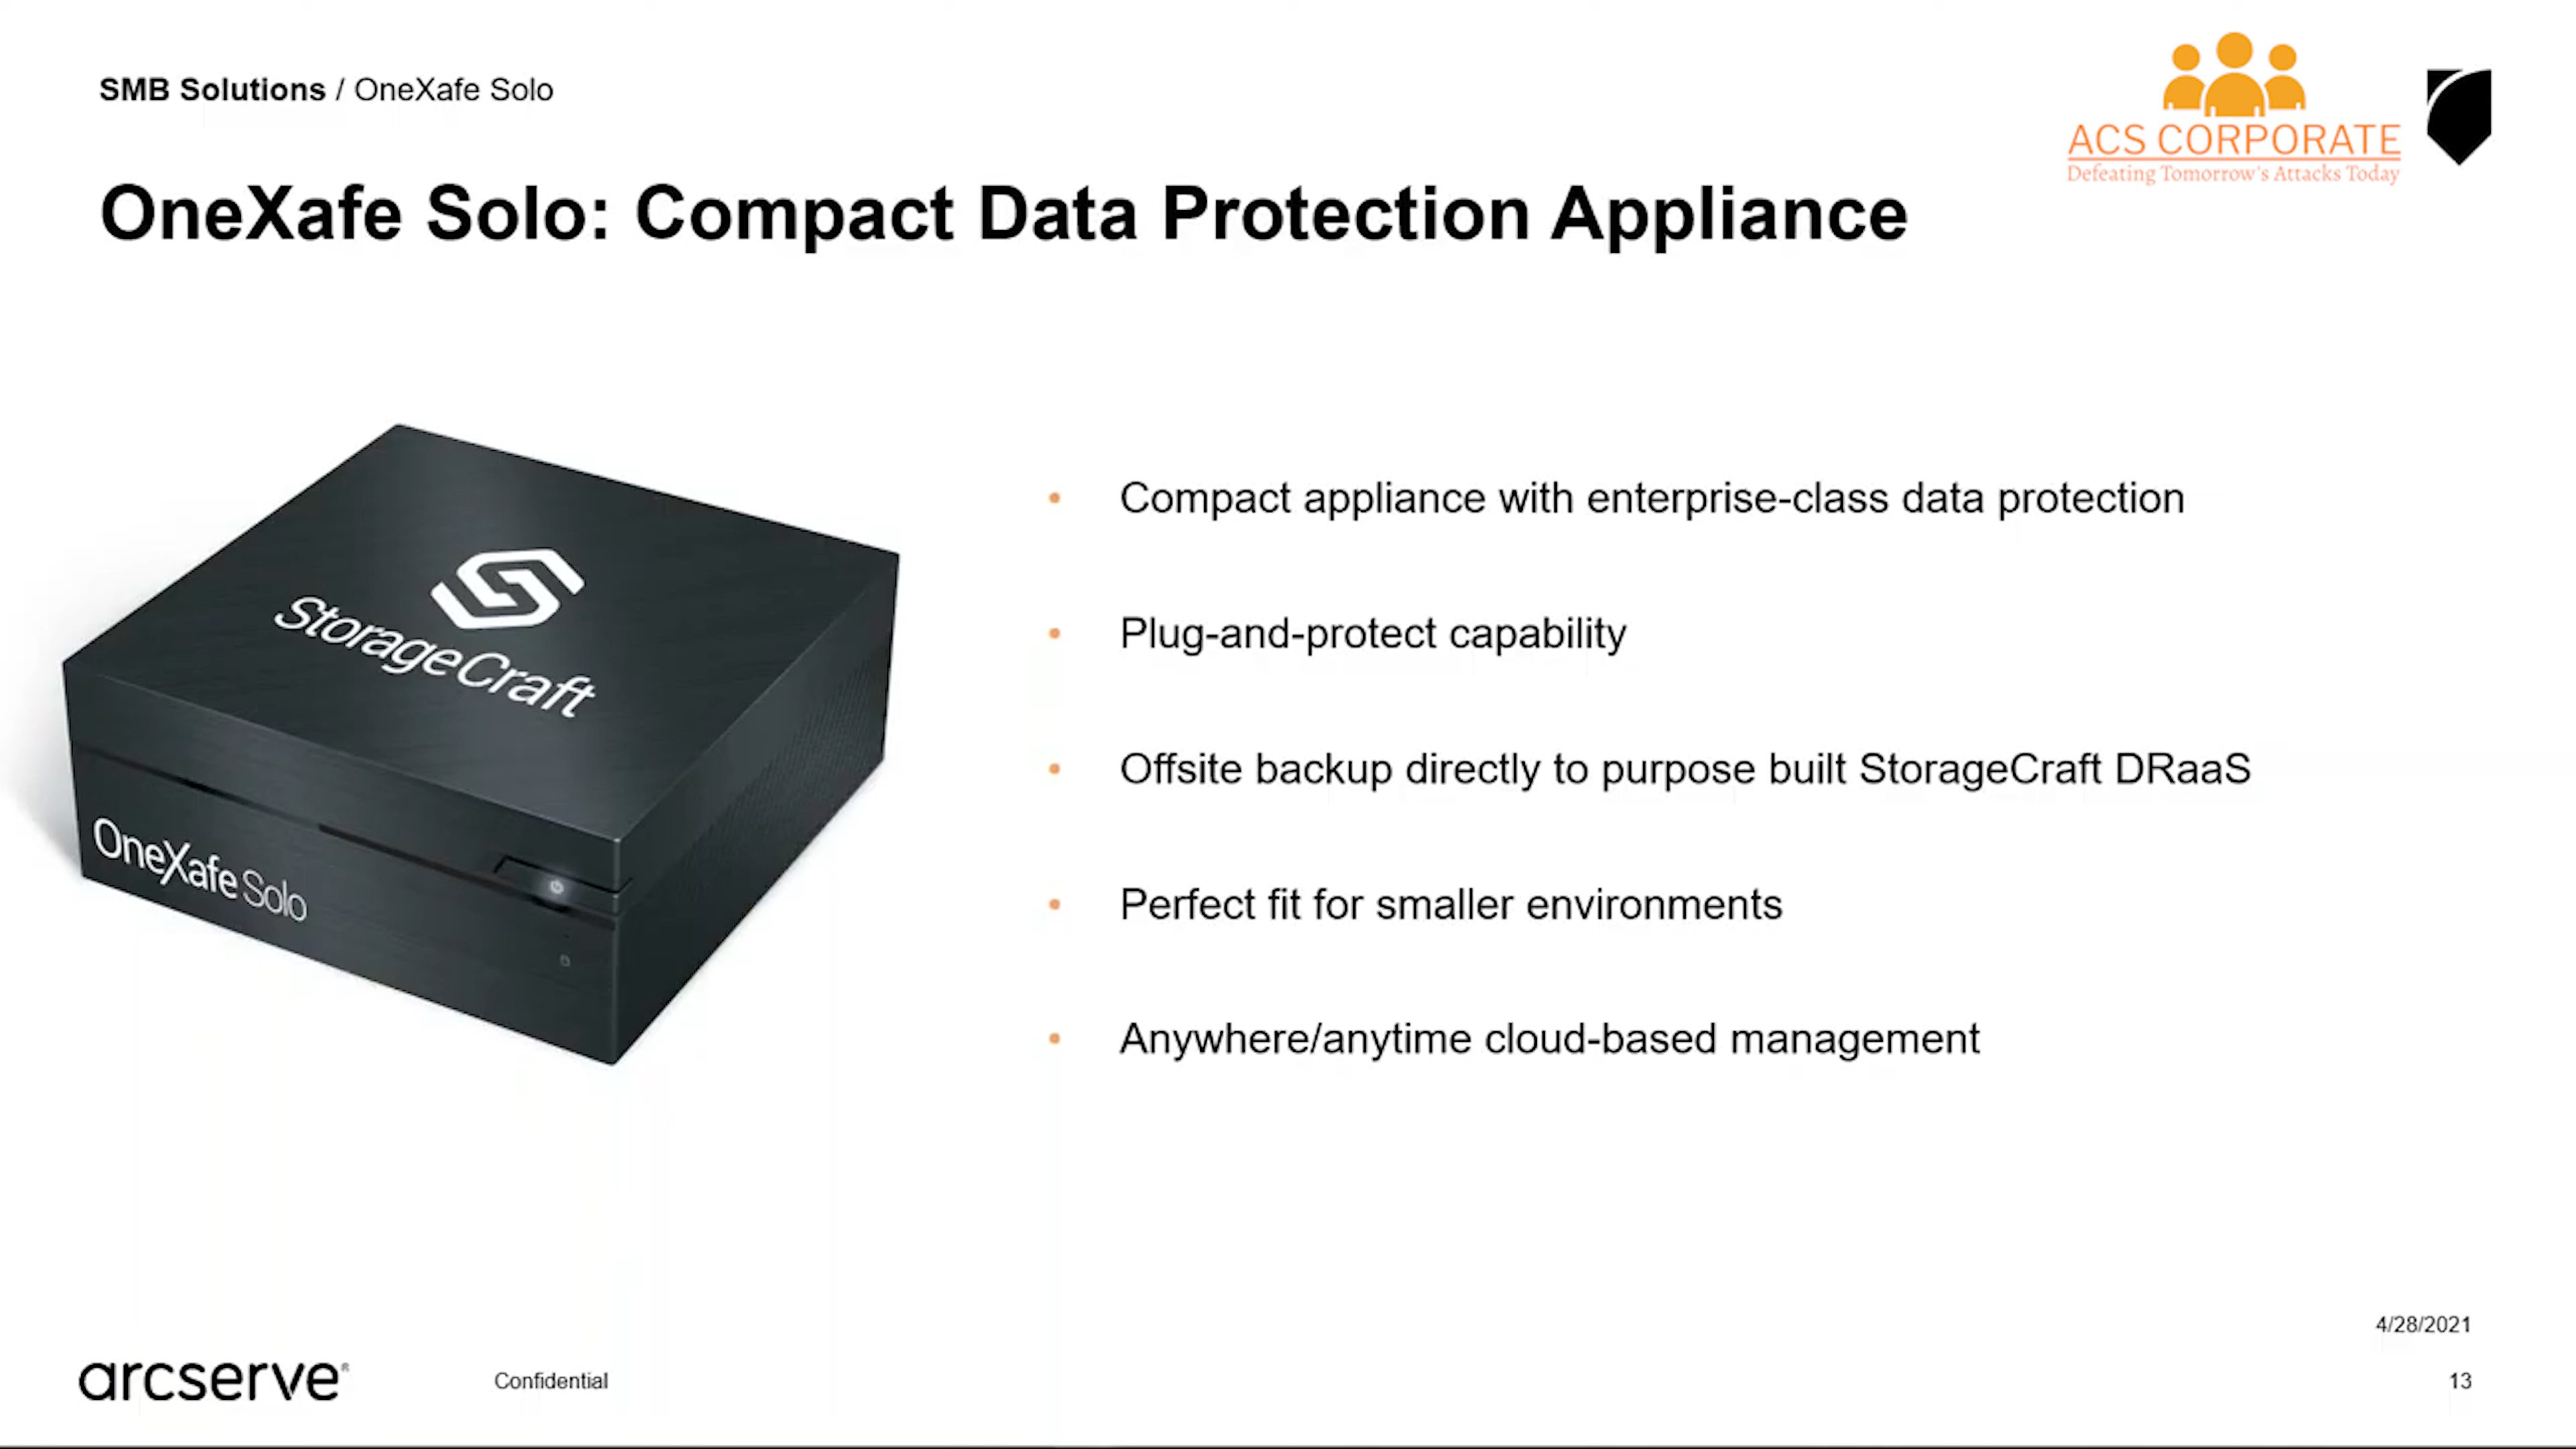 SMB Solutions / OneXafe Solo
ACS CORPORATE
Defeating Tomorrow's Attacks Today
OneXafe Solo: Compact Data Protection Appliance
StorageCraft
OneXafe Solo
• Compact appliance with enterprise-class data protection
• Plug-and-protect capability
• Offsite backup directly to purpose built StorageCraft DRaaS
• Perfect fit for smaller environments
• Anywhere/anytime cloud-based management
4/28/2021
arcserve®
Confidential
13